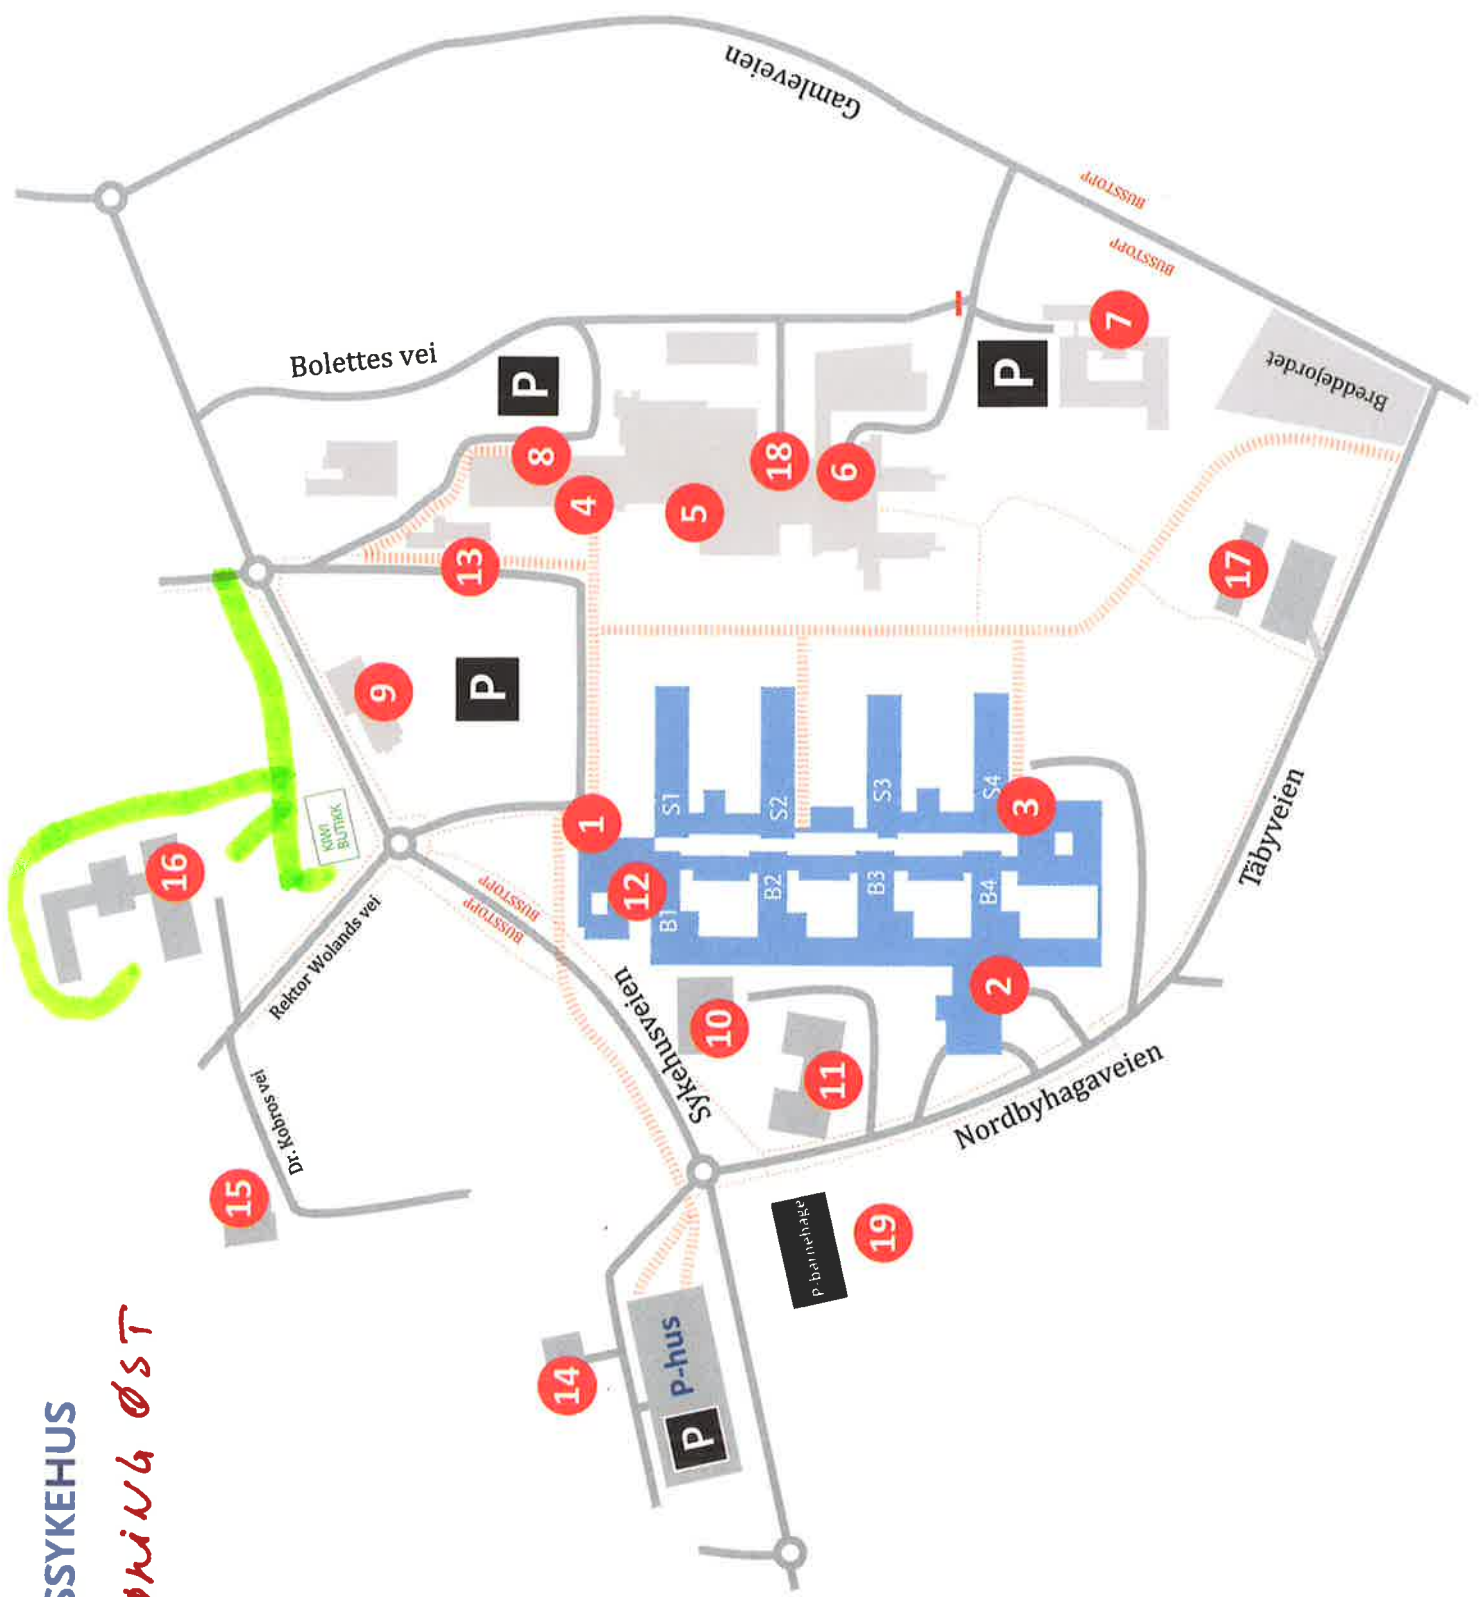 SSYKEHUS
ØST
Gamleveien
BUSSTOPP
BUSSTOPP
Bolettes vei
P
P
7
Breddejordet
8
4
5
18
6
13
17
9
P
KIWI
BUTIKK
16
1
S1
S2
S3
S4
3
Täbyveien
12
B1
B2
B3
B4
BUSSTOPP
BUSSTOPP
Rektor Wolands vei
Sykehusveien
10
11
2
Nordbyhagaveien
Dr. Kobros vei
15
P-barnehage
19
14
P-hus
P